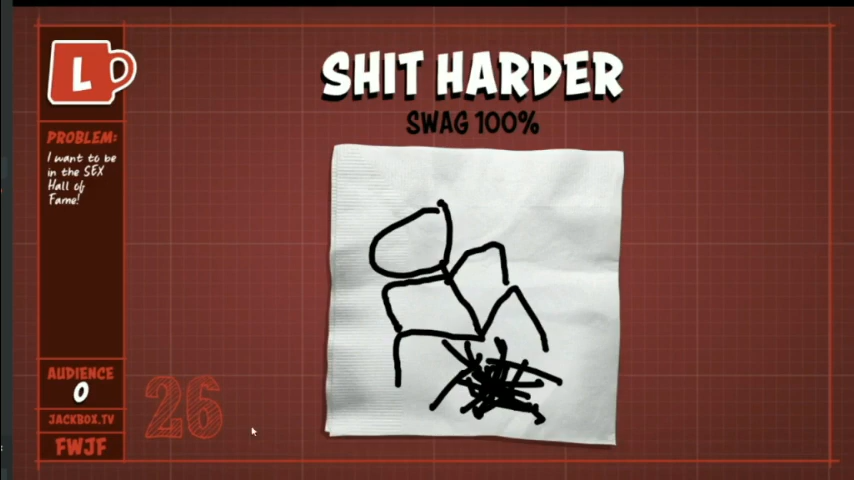 L
SHIT HARDER
SWAG 100%
PROBLEM:
I want to be
in the SEX
Hall of
Fame!
AUDIENCE
0
JACKBOX.TV
FWJF
26